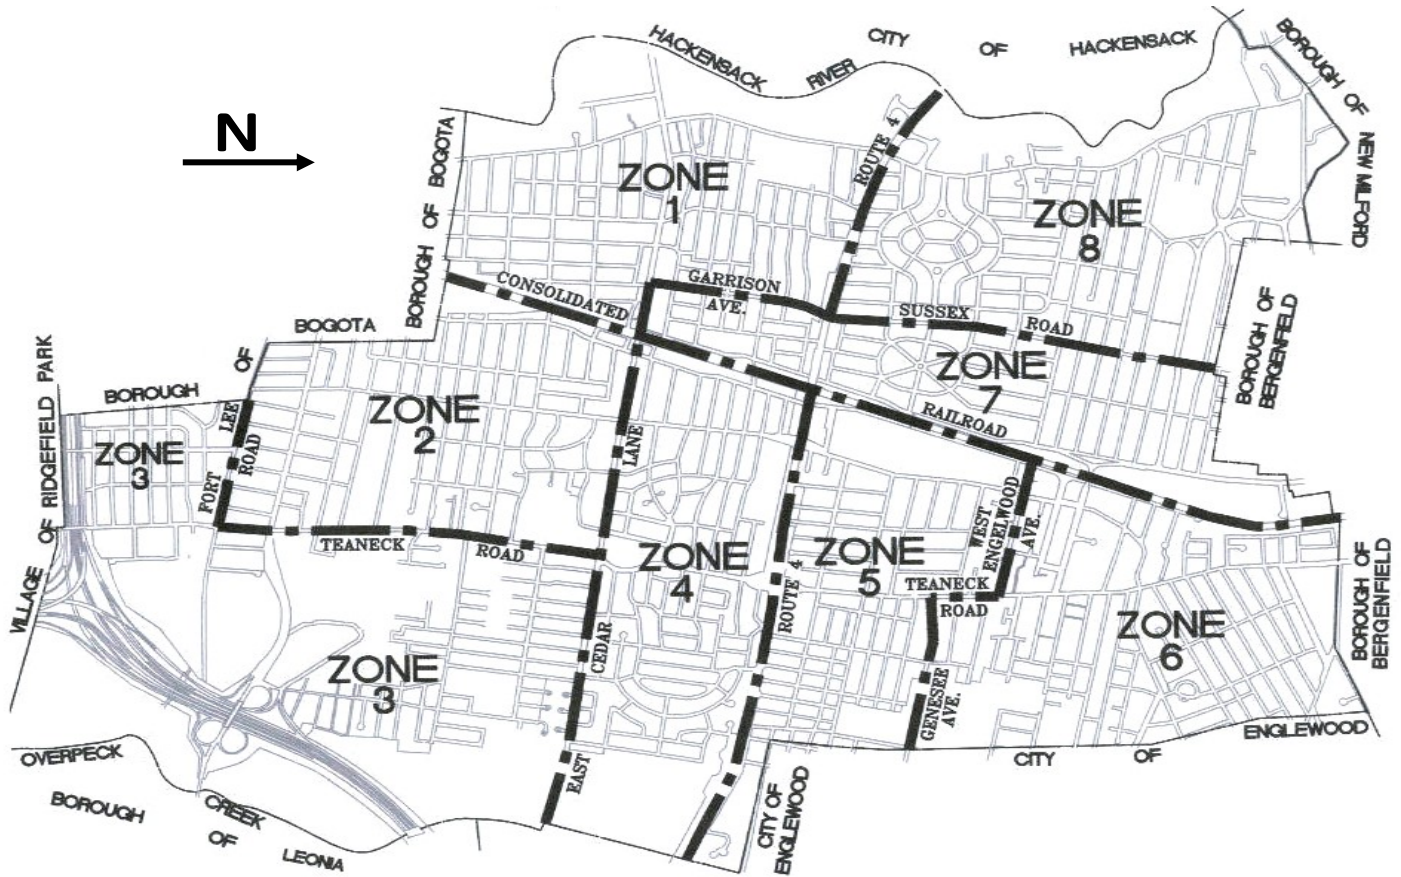 CITY OF HACKENSACK
HACKENSACK RIVER
BOROUGH OF NEW MILFORD
N
BOROUGH OF BOGOTA
ROUTE 4
ZONE
1
ZONE
8
GARRISON
AVE.
CONSOLIDATED
SUSSEX ROAD
BOROUGH OF
BERGENFIELD
BOROUGH OF BOGOTA
VILLAGE OF RIDGEFIELD PARK
ZONE
7
ZONE
2
ZONE
3
FORT LEE
ROAD
LANE
RAILROAD
WEST
ENGELWOOD
AVE.
TEANECK ROAD
ZONE
4
ZONE
5
ROUTE 4
TEANECK
ROAD
ZONE
6
BOROUGH OF
BERGENFIELD
ZONE
3
CEDAR
GENESEE
AVE.
EAST
OVERPECK CREEK
BOROUGH OF LEONIA
CITY OF
ENGLEWOOD
CITY OF ENGLEWOOD